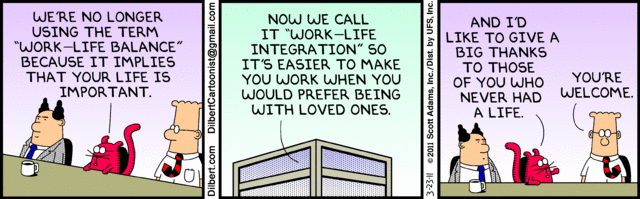 WE'RE NO LONGER
USING THE TERM
"WORK-LIFE BALANCE"
BECAUSE IT IMPLIES
THAT YOUR LIFE IS
IMPORTANT.
Dilbert.com DilbertCartoonist@gmail.com
NOW WE CALL
IT "WORK-LIFE
INTEGRATION" SO
IT'S EASIER TO MAKE
YOU WORK WHEN YOU
WOULD PREFER BEING
WITH LOVED ONES.
3-23-11 ©2011 Scott Adams, Inc./Dist. by UFS, Inc.
AND I'D
LIKE TO GIVE A
BIG THANKS
TO THOSE
OF YOU WHO
NEVER HAD
A LIFE.
YOU'RE
WELCOME.